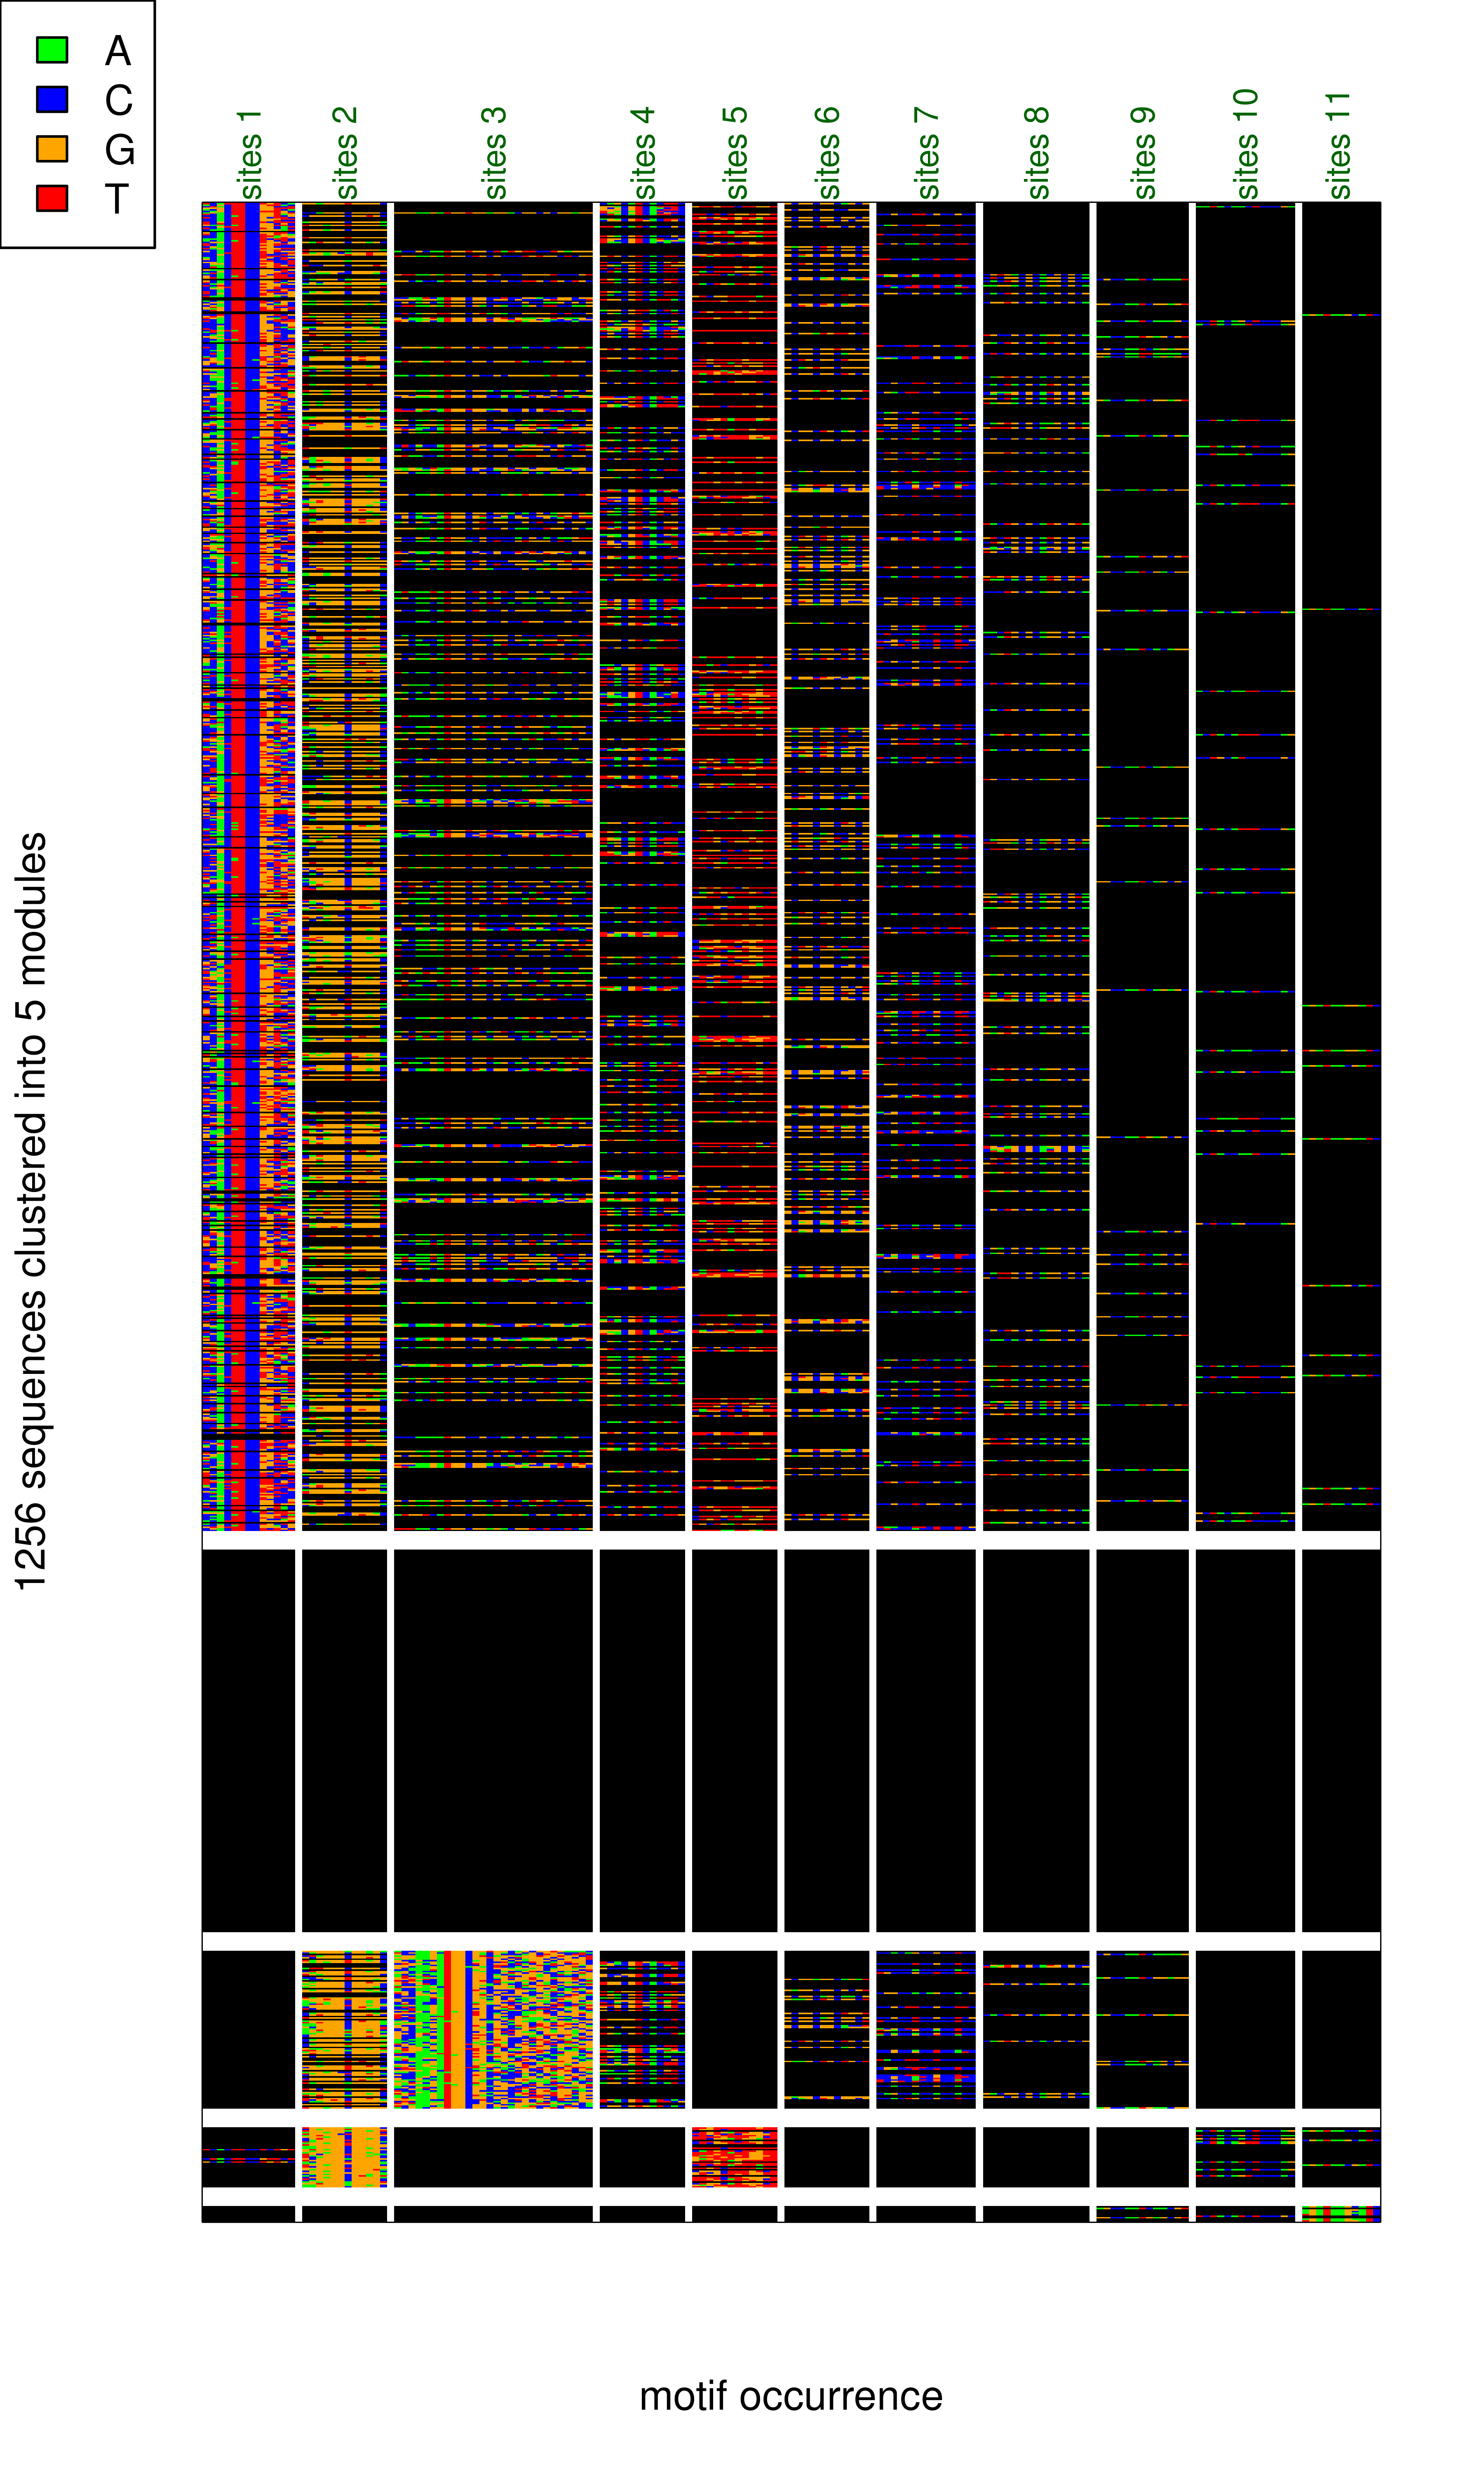 A
C
G
T
sites 1
sites 2
sites 3
sites 4
sites 5
sites 6
sites 7
sites 8
sites 9
sites 10
sites 11
1256 sequences clustered into 5 modules
motif occurrence